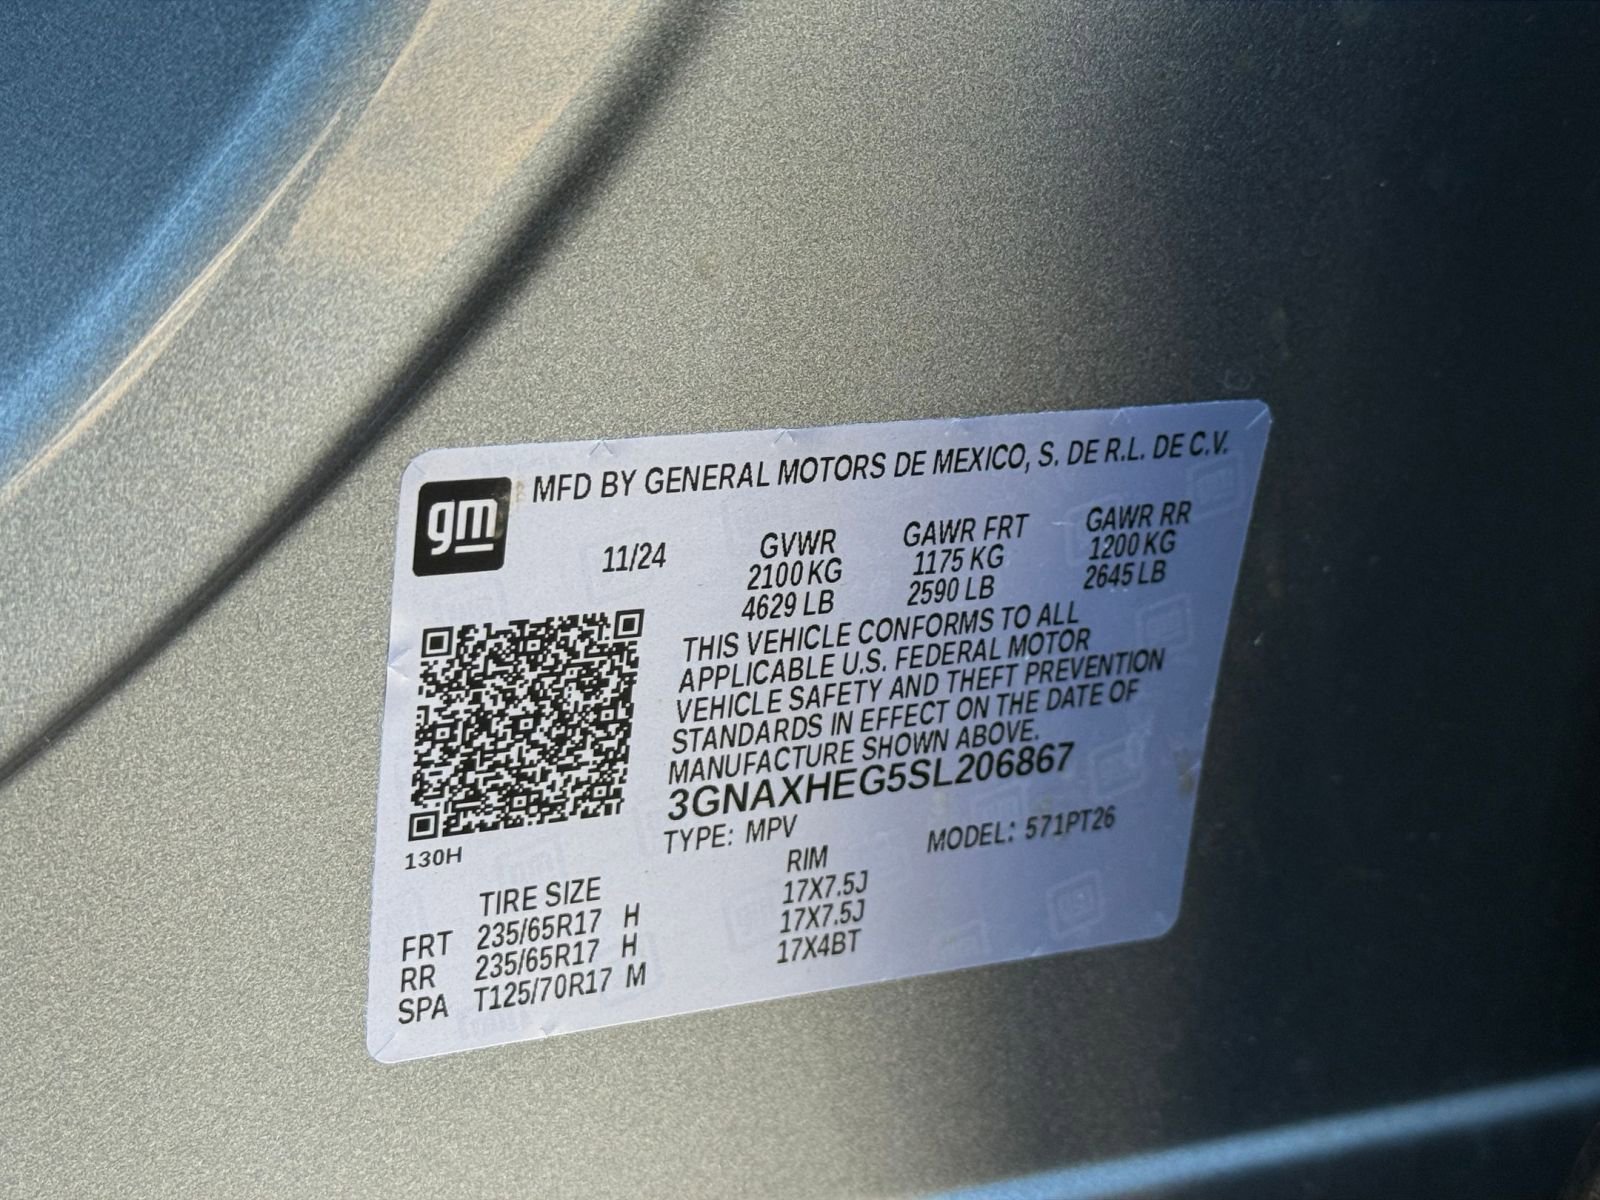 gm
MFD BY GENERAL MOTORS DE MEXICO, S. DE R.L. DE C.V.
11/24 GVWR GAWR FRT GAWR RR
2100 KG 1175 KG 1200 KG
4629 LB 2590 LB 2645 LB
THIS VEHICLE CONFORMS TO ALL
APPLICABLE U.S. FEDERAL MOTOR
VEHICLE SAFETY AND THEFT PREVENTION
STANDARDS IN EFFECT ON THE DATE OF
MANUFACTURE SHOWN ABOVE.
3GNAXHEG5SL206867
TYPE: MPV MODEL: 571PT26
130H
TIRE SIZE RIM
FRT 235/65R17 H 17X7.5J
RR 235/65R17 H 17X7.5J
SPA T125/70R17 M 17X4BT